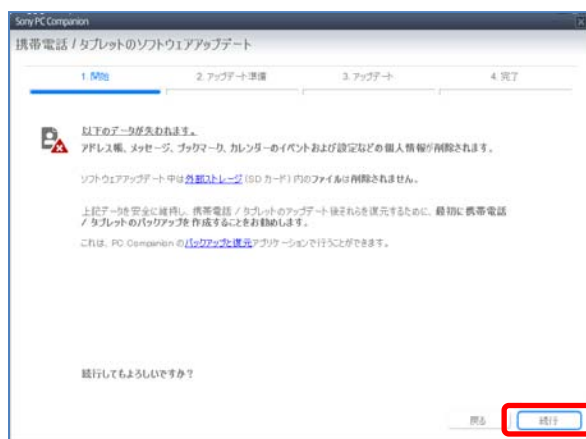 Sony PC Companion
携帯電話 / タブレットのソフトウェアアップデート
1. 開始
2. アップデート準備
3. アップデート
4. 完了
以下のデータが失われます。
アドレス帳、メッセージ、ブックマーク、カレンダーのイベントおよび設定などの個人情報が削除されます。
ソフトウェアアップデート中は外部ストレージ (SD カード) 内のファイルは削除されません。
上記データを安全に維持し、携帯電話 / タブレットのアップデート後それらを復元するために、最初に携帯電話
/ タブレットのバックアップを作成することをお勧めします。
これは、PC Companion のバックアップと復元アプリケーションで行うことができます。
続行してもよろしいですか?
戻る
続行